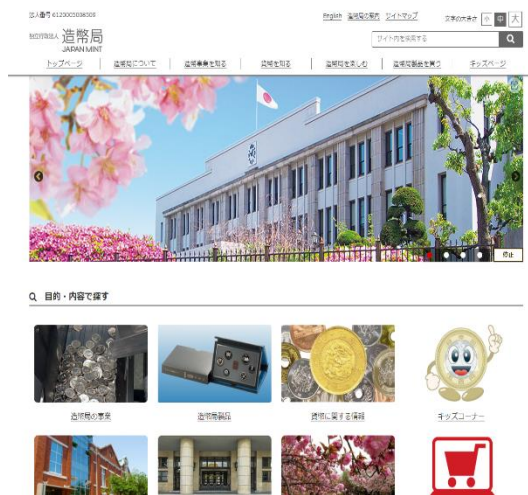 法人番号 6120005008509
English 造幣局の案内 サイトマップ 文字の大きさ 小 中 大
独立行政法人 造幣局
JAPAN MINT
サイト内を検索する
トップページ 造幣局について 造幣事業を知る 貨幣を知る 造幣局を楽しむ 造幣局製品を買う キッズページ
停止
目的・内容で探す
造幣局の事業 造幣局製品 貨幣に関する情報 キッズコーナー